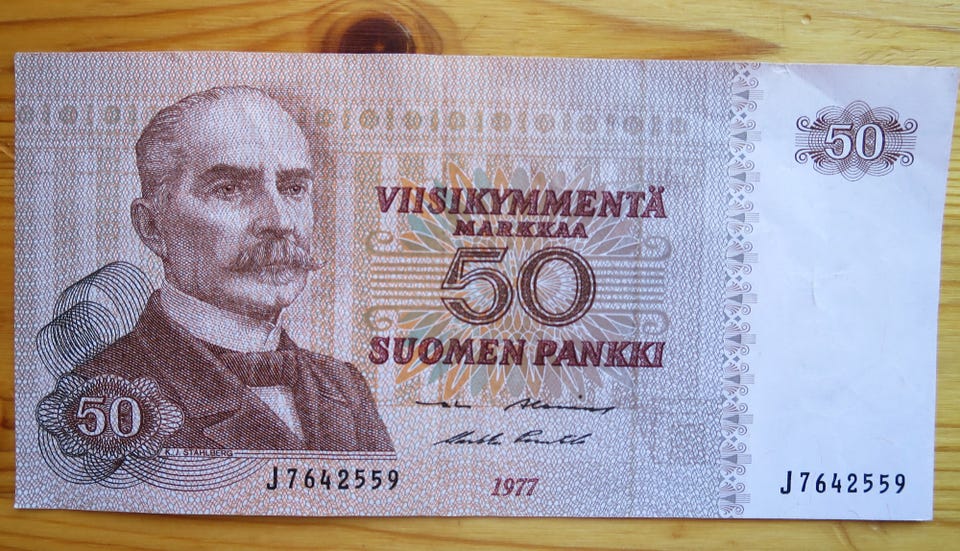 50
VIISIKYMMENTÄ
MARKKAA
50
SUOMEN PANKKI
50
K. J. STÅHLBERG
J7642559
1977
J7642559